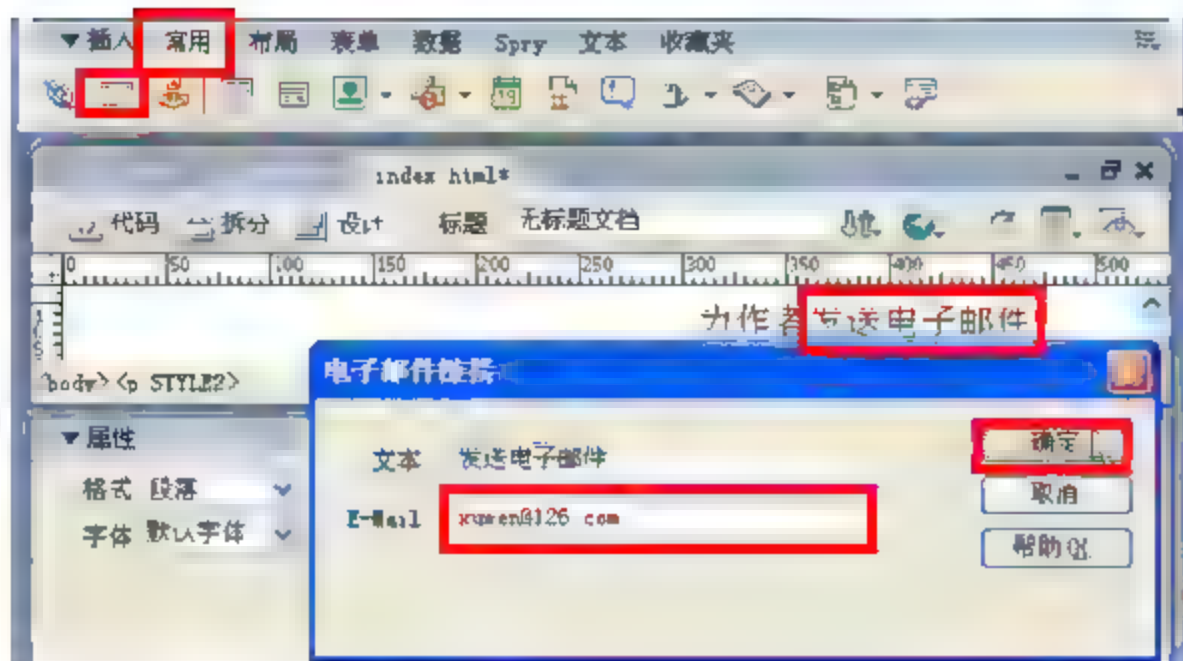 ▼插入 常用 布局 表单 数据 Spry 文本 收藏夹
19
index html*
代码 拆分 设计 标题 无标题文档
0 50 100 150 200 250 300 350 400 450 500
为作者发送电子邮件
<body> <p STYLE2>
电子邮件链接
▼属性
文本 发送电子邮件
确定
格式 段落
取消
E-Mail
126 com
字体 默认字体
帮助